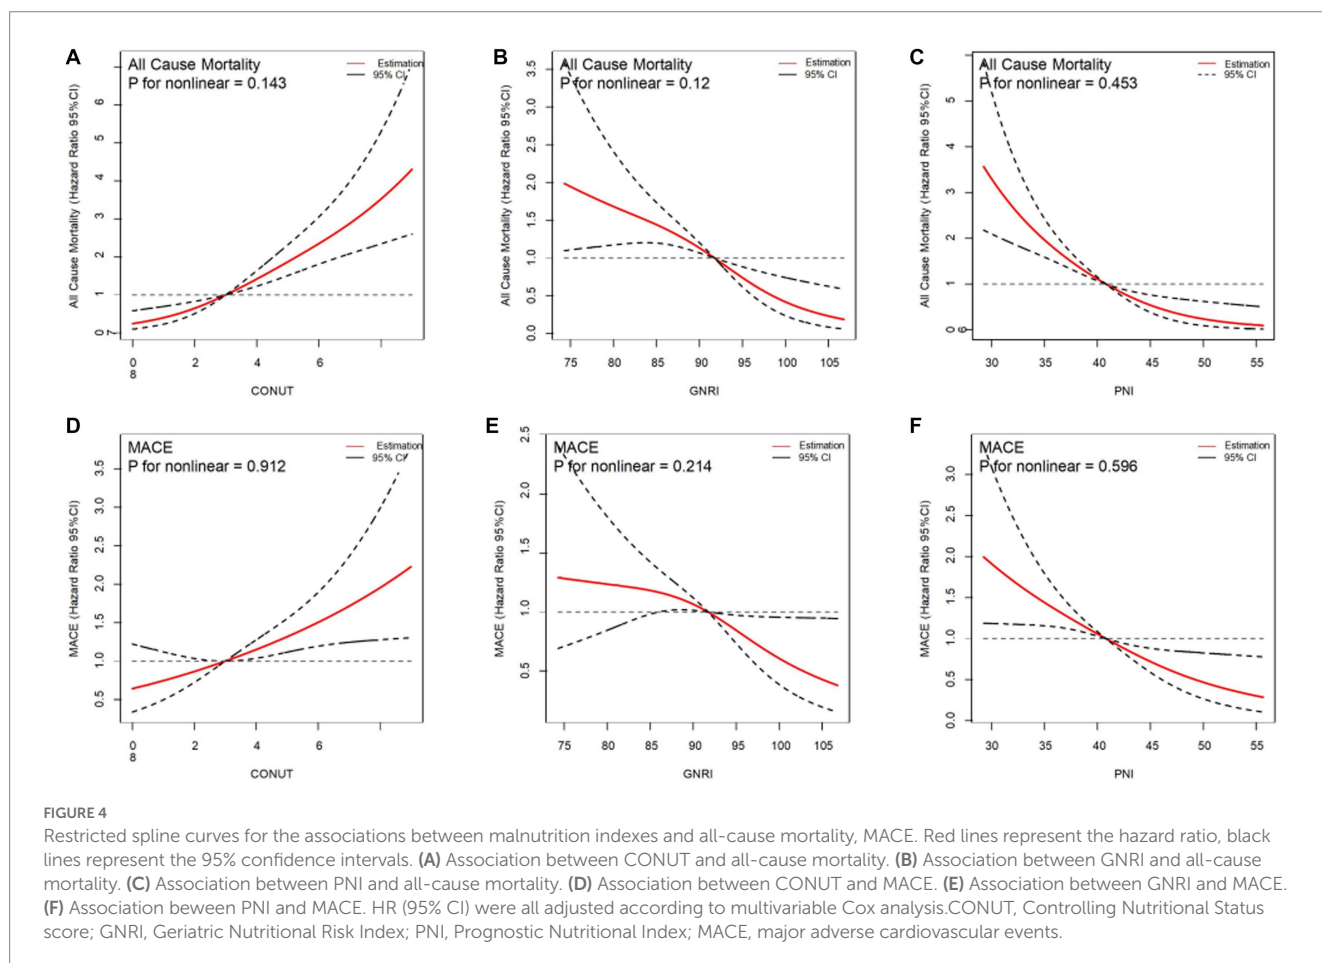 A
All Cause Mortality
P for nonlinear = 0.143
Estimation
95% CI
All Cause Mortality (Hazard Ratio 95%CI)
6
5
4
3
2
1
0 7
0 2 4 6
8
CONUT
B
All Cause Mortality
P for nonlinear = 0.12
Estimation
95% CI
All Cause Mortality (Hazard Ratio 95%CI)
3.5
3.0
2.5
2.0
1.5
1.0
0.5
0.0
75 80 85 90 95 100 105
GNRI
C
All Cause Mortality
P for nonlinear = 0.453
Estimation
95% CI
All Cause Mortality (Hazard Ratio 95%CI)
5
4
3
2
1
0 6
30 35 40 45 50 55
PNI
D
MACE
P for nonlinear = 0.912
Estimation
95% CI
MACE (Hazard Ratio 95%CI)
3.5
3.0
2.5
2.0
1.5
1.0
0.5
0 2 4 6
8
CONUT
E
MACE
P for nonlinear = 0.214
Estimation
95% CI
MACE (Hazard Ratio 95%CI)
2.5
2.0
1.5
1.0
0.5
75 80 85 90 95 100 105
GNRI
F
MACE
P for nonlinear = 0.596
Estimation
95% CI
MACE (Hazard Ratio 95%CI)
3.0
2.5
2.0
1.5
1.0
0.5
0.0
30 35 40 45 50 55
PNI
FIGURE 4
Restricted spline curves for the associations between malnutrition indexes and all-cause mortality, MACE. Red lines represent the hazard ratio, black
lines represent the 95% confidence intervals. (A) Association between CONUT and all-cause mortality. (B) Association between GNRI and all-cause
mortality. (C) Association between PNI and all-cause mortality. (D) Association between CONUT and MACE. (E) Association between GNRI and MACE.
(F) Association beween PNI and MACE. HR (95% CI) were all adjusted according to multivariable Cox analysis.CONUT, Controlling Nutritional Status
score; GNRI, Geriatric Nutritional Risk Index; PNI, Prognostic Nutritional Index; MACE, major adverse cardiovascular events.